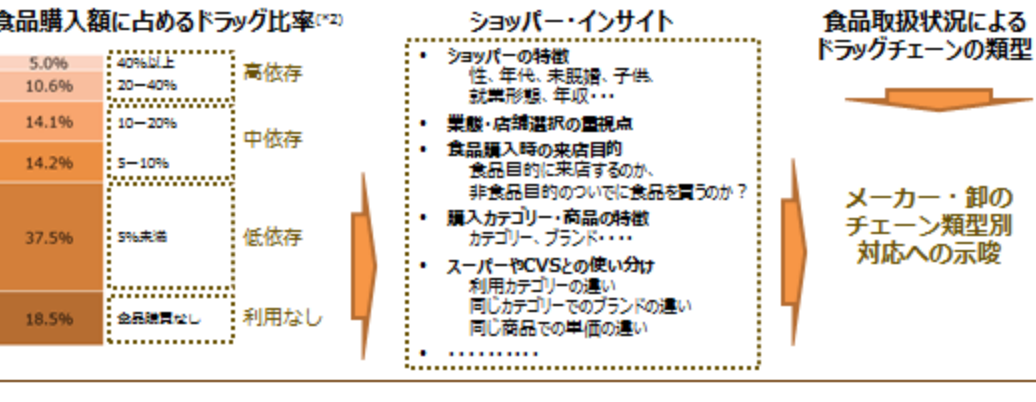 食品購入額に占めるドラッグ比率(*2)
5.0% 40%以上
10.6% 20−40%
高依存
14.1% 10−20%
14.2% 5−10%
中依存
37.5% 5%未満
低依存
18.5% 食品購買なし
利用なし
ショッパー・インサイト
• ショッパーの特徴
性、年代、未既婚、子供、
就業形態、年収・・・
• 業態・店舗選択の重視点
• 食品購入時の来店目的
食品目的に来店するのか、
非食品目的のついでに食品を買うのか？
• 購入カテゴリー・商品の特徴
カテゴリー、ブランド・・・・
• スーパーやCVSとの使い分け
利用カテゴリーの違い
同じカテゴリーでのブランドの違い
同じ商品での単価の違い
• ・・・・・・・・・・
食品取扱状況による
ドラッグチェーンの類型
メーカー・卸の
チェーン類型別
対応への示唆